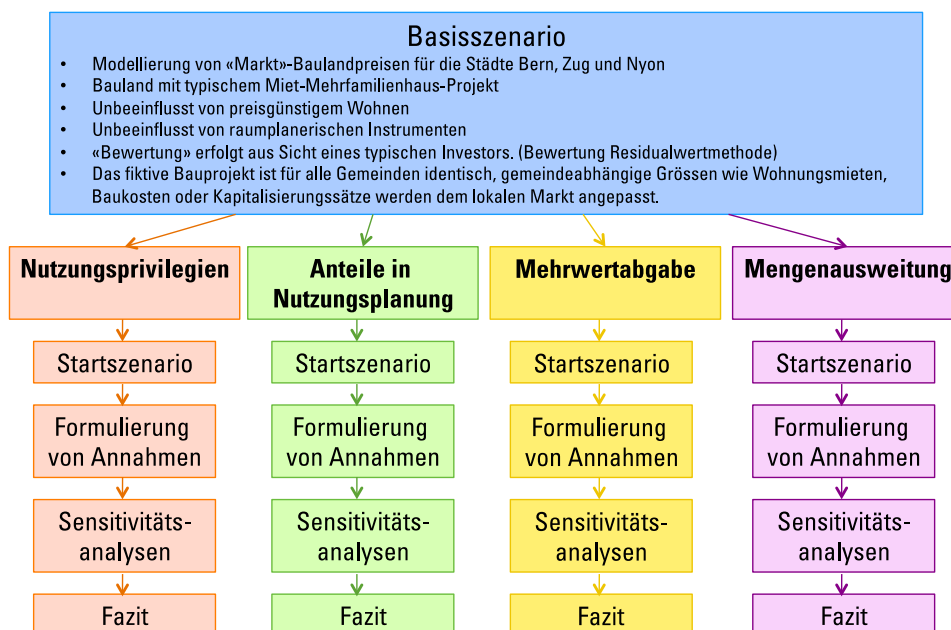 Basisszenario
• Modellierung von «Markt»-Baulandpreisen für die Städte Bern, Zug und Nyon
• Bauland mit typischem Miet-Mehrfamilienhaus-Projekt
• Unbeeinflusst von preisgünstigem Wohnen
• Unbeeinflusst von raumplanerischen Instrumenten
• «Bewertung» erfolgt aus Sicht eines typischen Investors. (Bewertung Residualwertmethode)
• Das fiktive Bauprojekt ist für alle Gemeinden identisch, gemeindeabhängige Grössen wie Wohnungsmieten,
Baukosten oder Kapitalisierungssätze werden dem lokalen Markt angepasst.
Nutzungsprivilegien
Startszenario
Formulierung
von Annahmen
Sensitivitäts-
analysen
Fazit
Anteile in
Nutzungsplanung
Startszenario
Formulierung
von Annahmen
Sensitivitäts-
analysen
Fazit
Mehrwertabgabe
Startszenario
Formulierung
von Annahmen
Sensitivitäts-
analysen
Fazit
Mengenausweitung
Startszenario
Formulierung
von Annahmen
Sensitivitäts-
analysen
Fazit